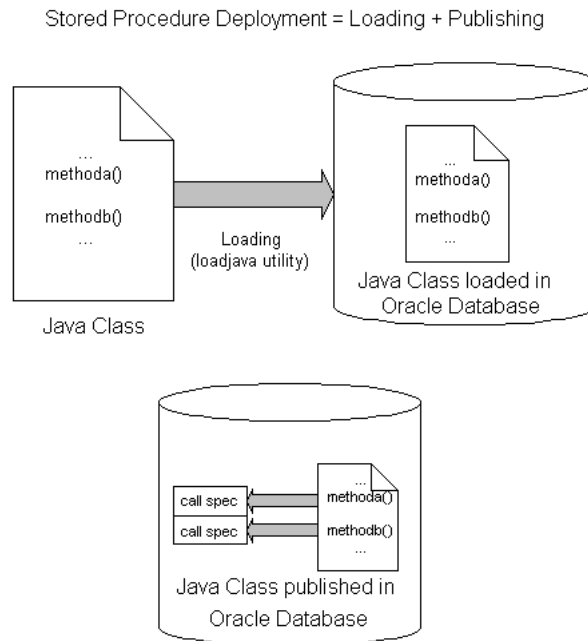 Stored Procedure Deployment = Loading + Publishing
...
methoda()
methodb()
...
Java Class
Loading
(loadjava utility)
...
methoda()
methodb()
...
Java Class loaded in
Oracle Database
call spec
call spec
...
methoda()
methodb()
...
Java Class published in
Oracle Database